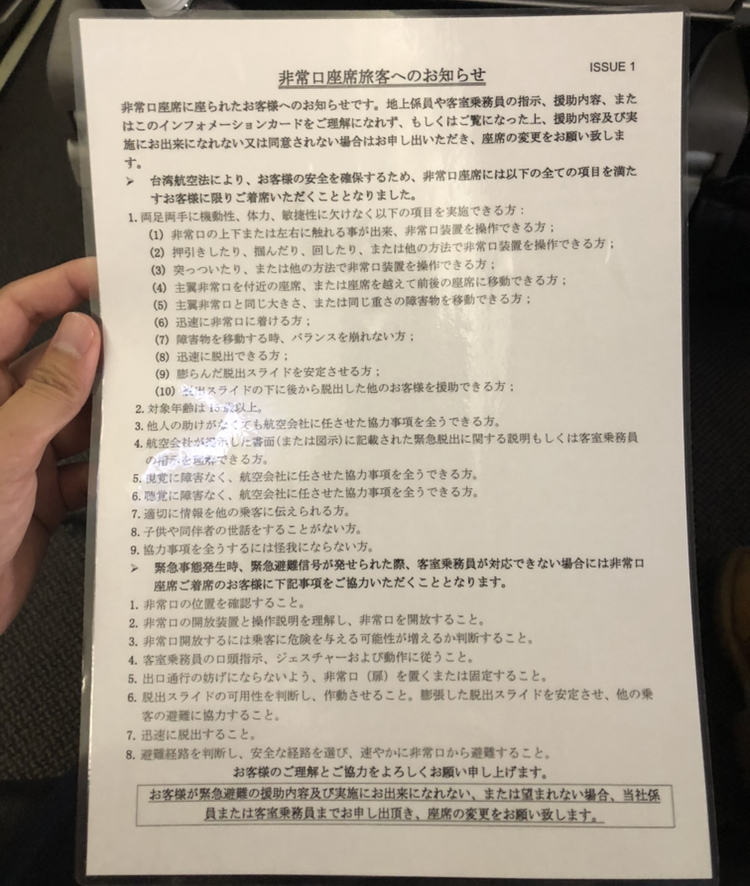 ISSUE 1
非常口座席旅客へのお知らせ
非常口座席に座られたお客様へのお知らせです。地上係員や客室乗務員の指示、援助内容、また
はこのインフォメーションカードをご理解になれず、もしくはご覧になった上、援助内容及び実
施にお出来になれない又は同意されない場合はお申し出いただき、座席の変更をお願い致しま
す。
➢ 台湾航空法により、お客様の安全を確保するため、非常口座席には以下の全ての項目を満た
すお客様に限りご着席いただくこととなりました。
1. 両足両手に機動性、体力、敏捷性に欠けなく以下の項目を実施できる方：
(1) 非常口の上下または左右に触れる事が出来、非常口装置を操作できる方；
(2) 押引きしたり、掴んだり、回したり、または他の方法で非常口装置を操作できる方；
(3) 突っついたり、または他の方法で非常口装置を操作できる方；
(4) 主翼非常口を付近の座席、または座席を越えて前後の座席に移動できる方；
(5) 主翼非常口と同じ大きさ、または同じ重さの障害物を移動できる方；
(6) 迅速に非常口に着ける方；
(7) 障害物を移動する時、バランスを崩れない方；
(8) 迅速に脱出できる方；
(9) 膨らんだ脱出スライドを安定させる方；
(10) 脱出スライドの下に後から脱出した他のお客様を援助できる方；
2. 対象年齢は15歳以上。
3. 他人の助けがなくても航空会社に任させた協力事項を全うできる方。
4. 航空会社が提示した書面(または図示)に記載された緊急脱出に関する説明もしくは客室乗務員
の指示を理解できる方。
5. 視覚に障害なく、航空会社に任させた協力事項を全うできる方。
6. 聴覚に障害なく、航空会社に任させた協力事項を全うできる方。
7. 適切に情報を他の乗客に伝えられる方。
8. 子供や同伴者の世話をすることがない方。
9. 協力事項を全うするには怪我にならない方。
➢ 緊急事態発生時、緊急避難信号が発せられた際、客室乗務員が対応できない場合には非常口
座席ご着席のお客様に下記事項をご協力いただくこととなります。
1. 非常口の位置を確認すること。
2. 非常口の開放装置と操作説明を理解し、非常口を開放すること。
3. 非常口開放するには乗客に危険を与える可能性が増えるか判断すること。
4. 客室乗務員の口頭指示、ジェスチャーおよび動作に従うこと。
5. 出口通行の妨げにならないよう、非常口（扉）を置くまたは固定すること。
6. 脱出スライドの可用性を判断し、作動させること。膨張した脱出スライドを安定させ、他の乗
客の避難に協力すること。
7. 迅速に脱出すること。
8. 避難経路を判断し、安全な経路を選び、速やかに非常口から避難すること。
お客様のご理解とご協力をよろしくお願い申し上げます。
お客様が緊急避難の援助内容及び実施にお出来になれない、または望まれない場合、当社係
員または客室乗務員までお申し出頂き、座席の変更をお願い致します。